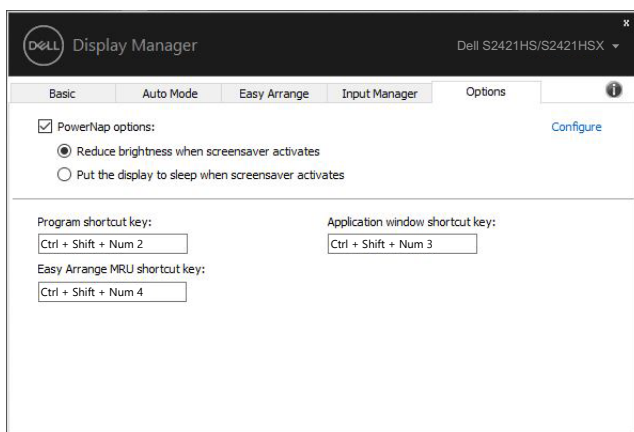 x
DELL Display Manager Dell S2421HS/S2421HSX
Basic Auto Mode Easy Arrange Input Manager Options i
PowerNap options: Configure
Reduce brightness when screensaver activates
Put the display to sleep when screensaver activates
Program shortcut key: Application window shortcut key:
Ctrl + Shift + Num 2 Ctrl + Shift + Num 3
Easy Arrange MRU shortcut key:
Ctrl + Shift + Num 4